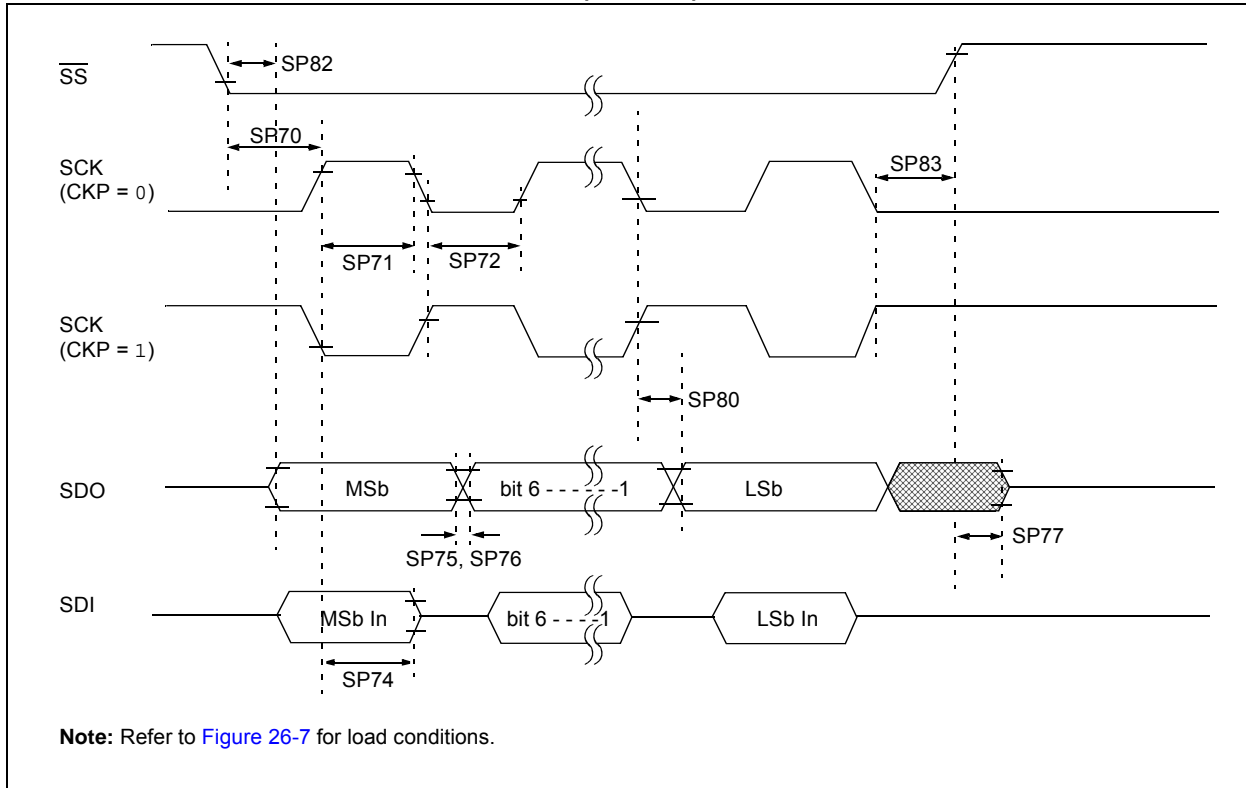 SS
SP82
SP70
SCK
(CKP = 0)
SP83
SP71
SP72
SCK
(CKP = 1)
SP80
SDO
MSb
bit 6 - - - - - -1
LSb
SP75, SP76
SP77
SDI
MSb In
bit 6 - - - -1
LSb In
SP74
Note: Refer to Figure 26-7 for load conditions.